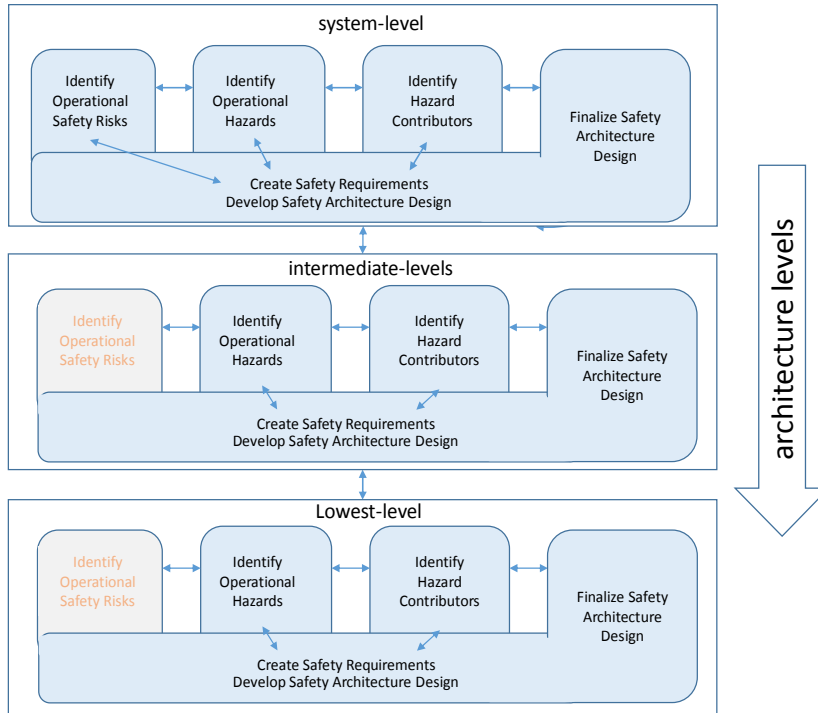 system-level
Identify
Operational
Safety Risks
Identify
Operational
Hazards
Identify
Hazard
Contributors
Finalize Safety
Architecture
Design
Create Safety Requirements
Develop Safety Architecture Design
intermediate-levels
Identify
Operational
Safety Risks
Identify
Operational
Hazards
Identify
Hazard
Contributors
Finalize Safety
Architecture
Design
Create Safety Requirements
Develop Safety Architecture Design
Lowest-level
Identify
Operational
Safety Risks
Identify
Operational
Hazards
Identify
Hazard
Contributors
Finalize Safety
Architecture
Design
Create Safety Requirements
Develop Safety Architecture Design
architecture levels